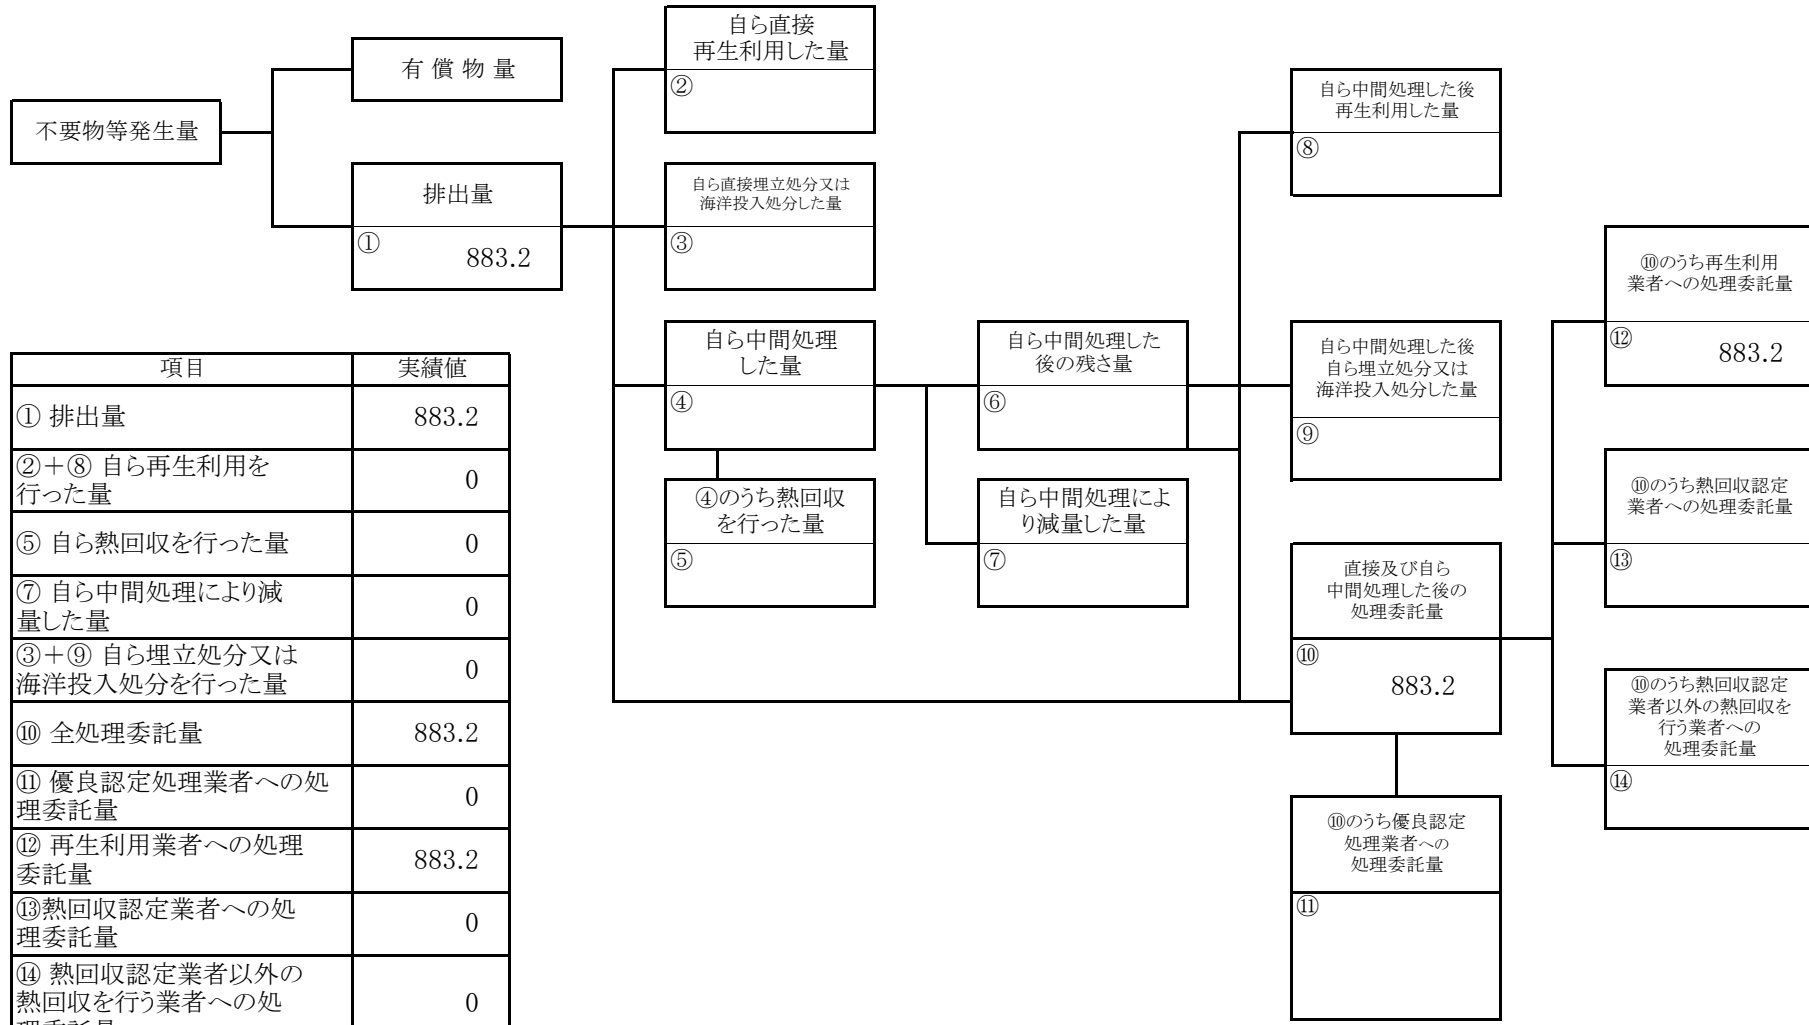 不要物等発生量
有 償 物 量
排出量
①
883.2
自ら直接
再生利用した量
②
自ら直接埋立処分又は
海洋投入処分した量
③
自ら中間処理
した量
④
④のうち熱回収
を行った量
⑤
自ら中間処理した
後の残さ量
⑥
自ら中間処理によ
り減量した量
⑦
自ら中間処理した後
再生利用した量
⑧
自ら中間処理した後
自ら埋立処分又は
海洋投入処分した量
⑨
直接及び自ら
中間処理した後の
処理委託量
⑩
883.2
⑩のうち優良認定
処理業者への
処理委託量
⑪
⑩のうち再生利用
業者への処理委託量
⑫
883.2
⑩のうち熱回収認定
業者への処理委託量
⑬
⑩のうち熱回収認定
業者以外の熱回収を
行う業者への
処理委託量
⑭
項目 実績値
① 排出量 883.2
②＋⑧ 自ら再生利用を
行った量 0
⑤ 自ら熱回収を行った量 0
⑦ 自ら中間処理により減
量した量 0
③＋⑨ 自ら埋立処分又は
海洋投入処分を行った量 0
⑩ 全処理委託量 883.2
⑪ 優良認定処理業者への処
理委託量 0
⑫ 再生利用業者への処理
委託量 883.2
⑬熱回収認定業者への処
理委託量 0
⑭ 熱回収認定業者以外の
熱回収を行う業者への処 0